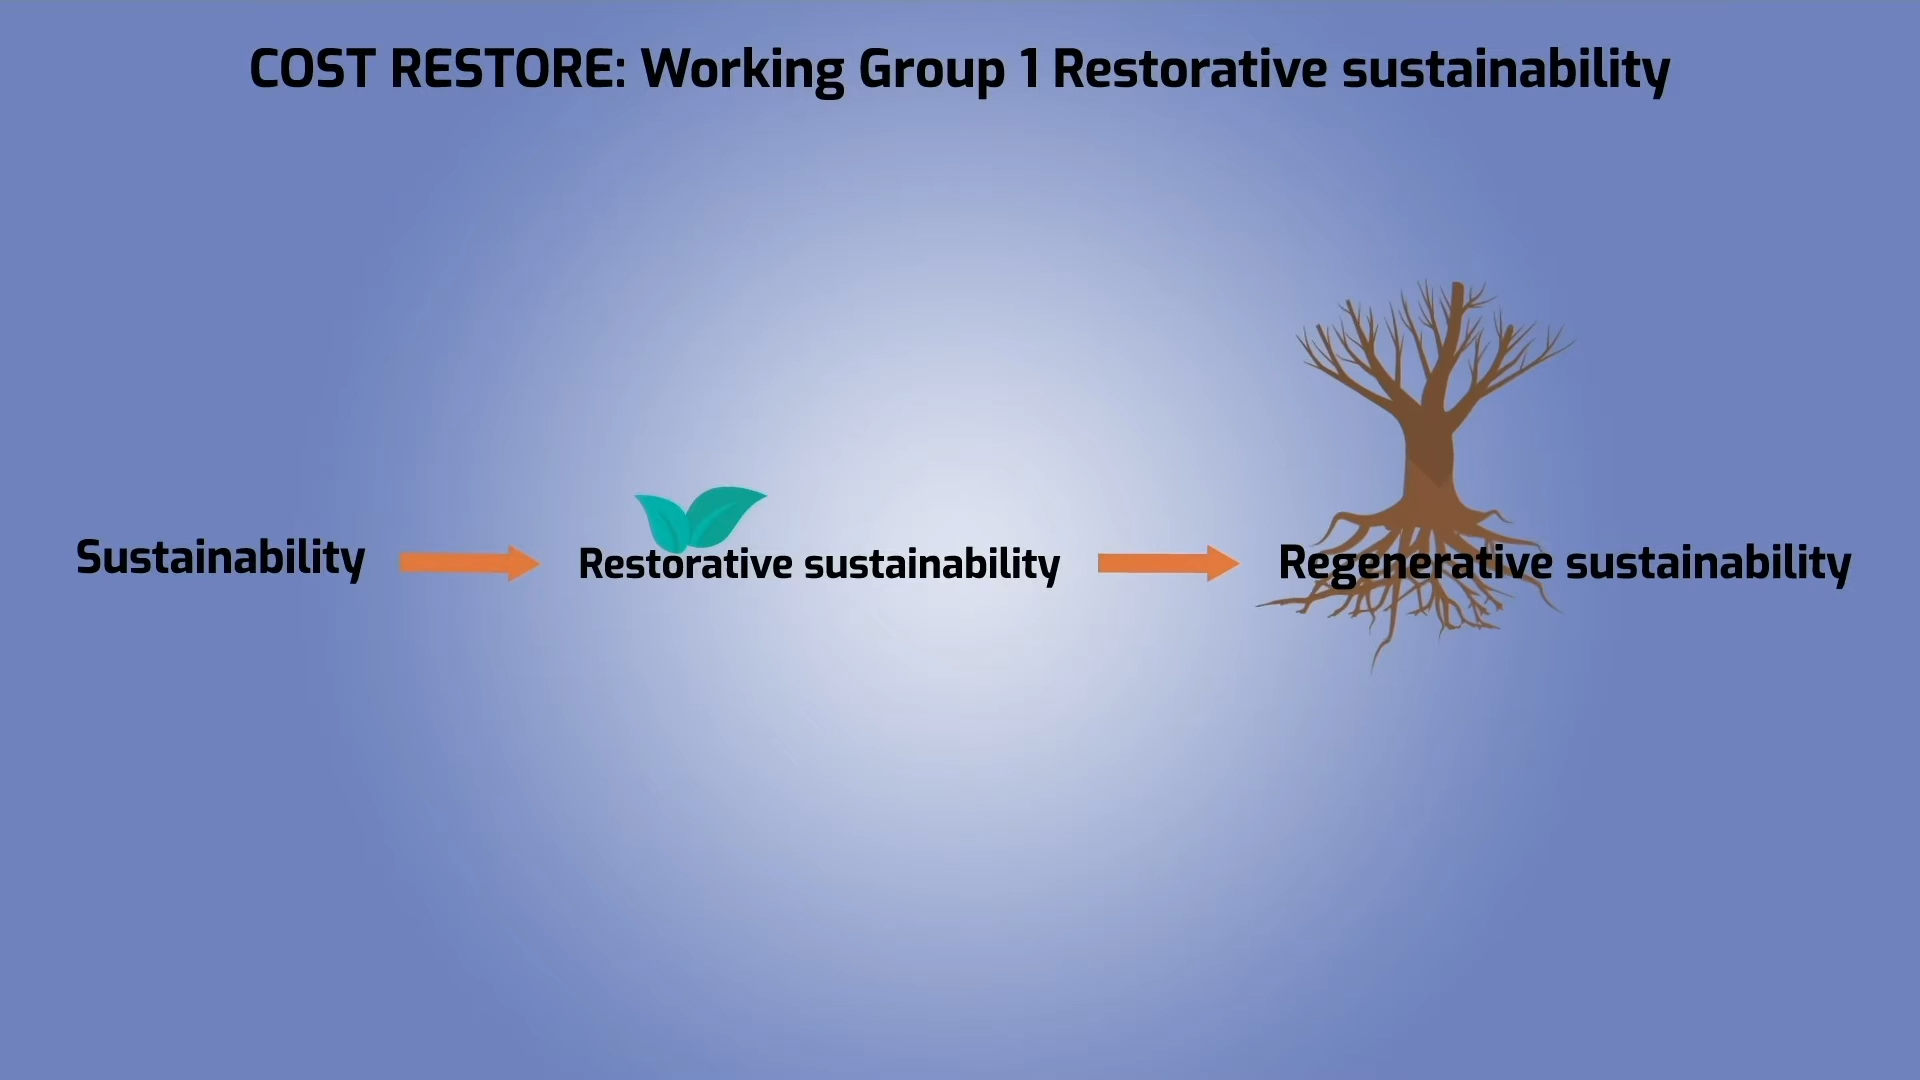 COST RESTORE: Working Group 1 Restorative sustainability
Sustainability
Restorative sustainability
Regenerative sustainability